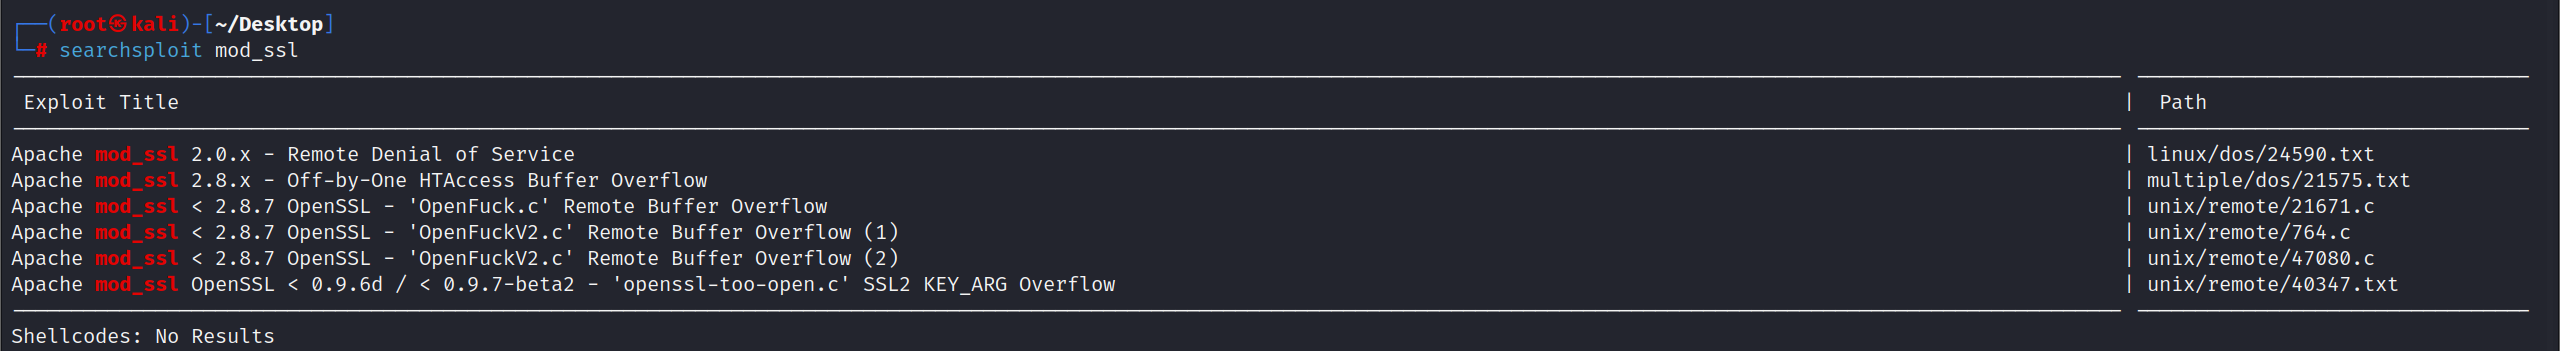 ┌──(root㉿kali)-[~/Desktop]
└─# searchsploit mod_ssl
Exploit Title | Path
Apache mod_ssl 2.0.x - Remote Denial of Service | linux/dos/24590.txt
Apache mod_ssl 2.8.x - Off-by-One HTAccess Buffer Overflow | multiple/dos/21575.txt
Apache mod_ssl < 2.8.7 OpenSSL - 'OpenFuck.c' Remote Buffer Overflow | unix/remote/21671.c
Apache mod_ssl < 2.8.7 OpenSSL - 'OpenFuckV2.c' Remote Buffer Overflow (1) | unix/remote/764.c
Apache mod_ssl < 2.8.7 OpenSSL - 'OpenFuckV2.c' Remote Buffer Overflow (2) | unix/remote/47080.c
Apache mod_ssl OpenSSL < 0.9.6d / < 0.9.7-beta2 - 'openssl-too-open.c' SSL2 KEY_ARG Overflow | unix/remote/40347.txt
Shellcodes: No Results